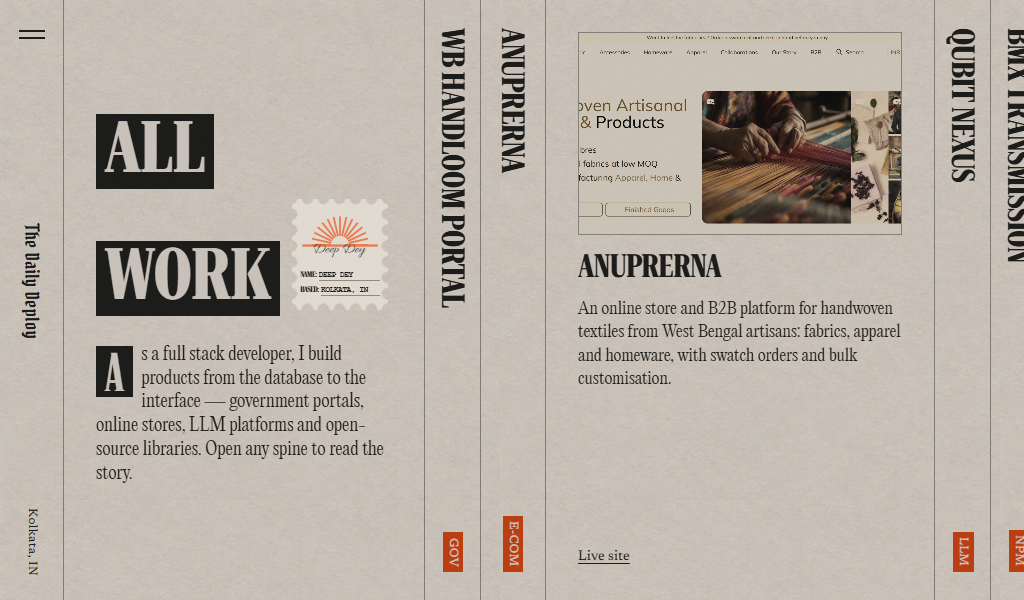 The Daily Deploy
Kolkata, IN
ALL
WORK
Deep Dey
NAME: DEEP DEY
BASED: KOLKATA, IN
As a full stack developer, I build
products from the database to the
interface — government portals,
online stores, LLM platforms and open-
source libraries. Open any spine to read the
story.
WB HANDLOOM PORTAL
GOV
ANUPRERNA
E-COM
Accessories Homeware Apparel Collaborations Our Story B2B Search INR
oven Artisanal
& Products
bres
fabrics at low MOQ
facturing Apparel, Home &
Finished Goods
ANUPRERNA
An online store and B2B platform for handwoven
textiles from West Bengal artisans: fabrics, apparel
and homeware, with swatch orders and bulk
customisation.
Live site
QUBIT NEXUS
LLM
BMX TRANSMISSION
NPM